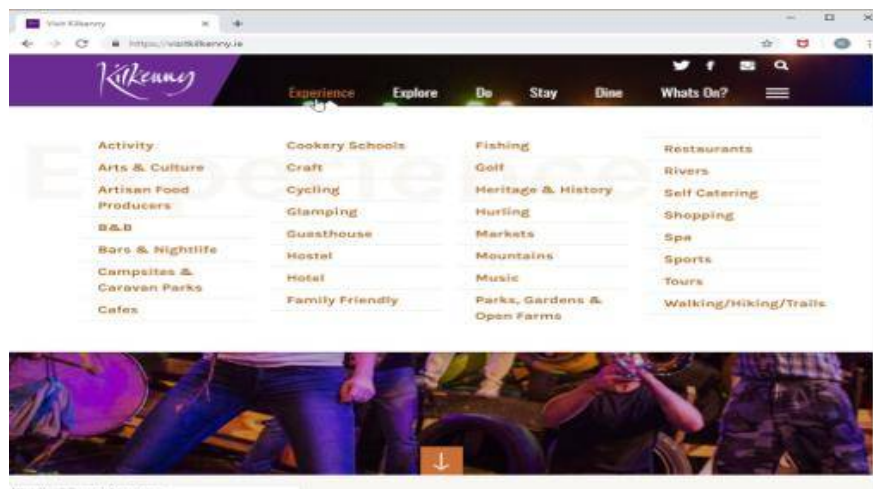 Visit Kilkenny
https://visitkilkenny.ie
Kilkenny
Experience Explore Do Stay Dine Whats On?
Experience
Activity
Arts & Culture
Artisan Food
Producers
B&B
Bars & Nightlife
Campsites &
Caravan Parks
Cafes
Cookery Schools
Craft
Cycling
Glamping
Guesthouse
Hostel
Hotel
Family Friendly
Fishing
Golf
Heritage & History
Hurling
Markets
Mountains
Music
Parks, Gardens &
Open Farms
Restaurants
Rivers
Self Catering
Shopping
Spa
Sports
Tours
Walking/Hiking/Trails